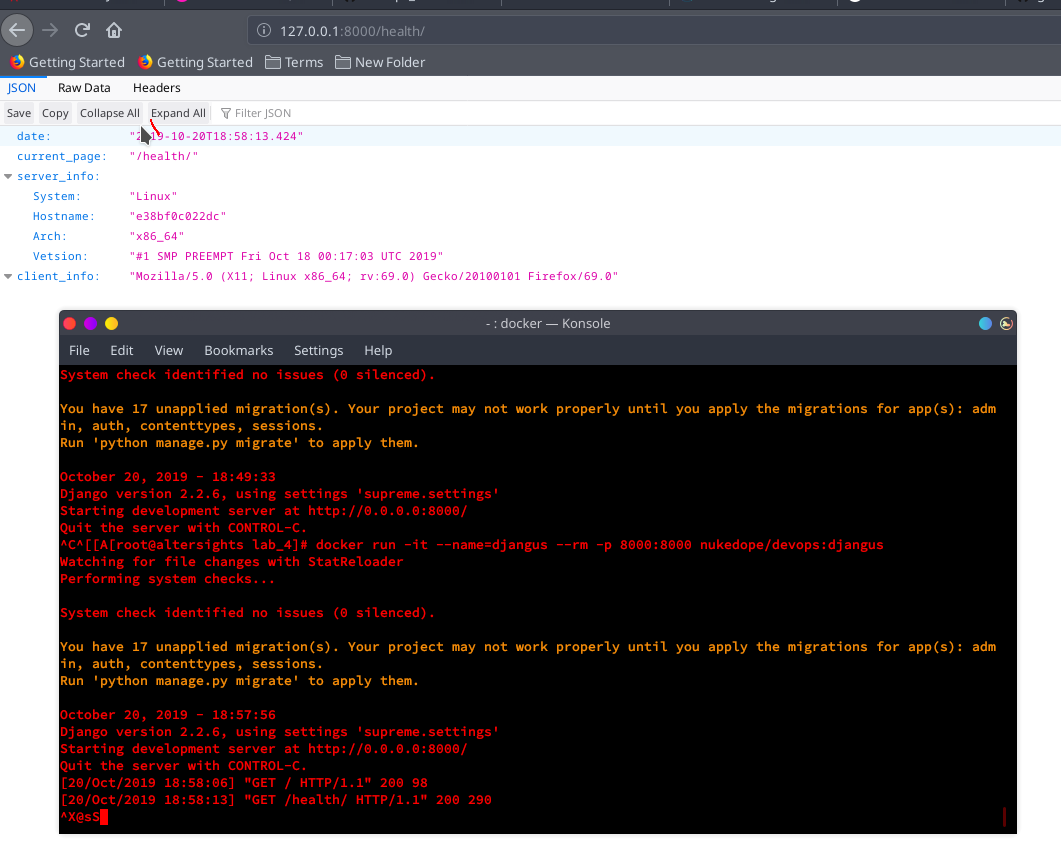 127.0.0.1:8000/health/
Getting Started Getting Started Terms New Folder
JSON Raw Data Headers
Save Copy Collapse All Expand All Filter JSON
date: "2019-10-20T18:58:13.424"
current_page: "/health/"
server_info:
System: "Linux"
Hostname: "e38bf0c022dc"
Arch: "x86_64"
Vetsion: "#1 SMP PREEMPT Fri Oct 18 00:17:03 UTC 2019"
client_info: "Mozilla/5.0 (X11; Linux x86_64; rv:69.0) Gecko/20100101 Firefox/69.0"
- : docker — Konsole
File Edit View Bookmarks Settings Help
System check identified no issues (0 silenced).
You have 17 unapplied migration(s). Your project may not work properly until you apply the migrations for app(s): adm
in, auth, contenttypes, sessions.
Run 'python manage.py migrate' to apply them.
October 20, 2019 - 18:49:33
Django version 2.2.6, using settings 'supreme.settings'
Starting development server at http://0.0.0.0:8000/
Quit the server with CONTROL-C.
^C^[[A[root@altersights lab_4]# docker run -it --name=djangus --rm -p 8000:8000 nukedope/devops:djangus
Watching for file changes with StatReloader
Performing system checks...
System check identified no issues (0 silenced).
You have 17 unapplied migration(s). Your project may not work properly until you apply the migrations for app(s): adm
in, auth, contenttypes, sessions.
Run 'python manage.py migrate' to apply them.
October 20, 2019 - 18:57:56
Django version 2.2.6, using settings 'supreme.settings'
Starting development server at http://0.0.0.0:8000/
Quit the server with CONTROL-C.
[20/Oct/2019 18:58:06] "GET / HTTP/1.1" 200 98
[20/Oct/2019 18:58:13] "GET /health/ HTTP/1.1" 200 290
^X@sS